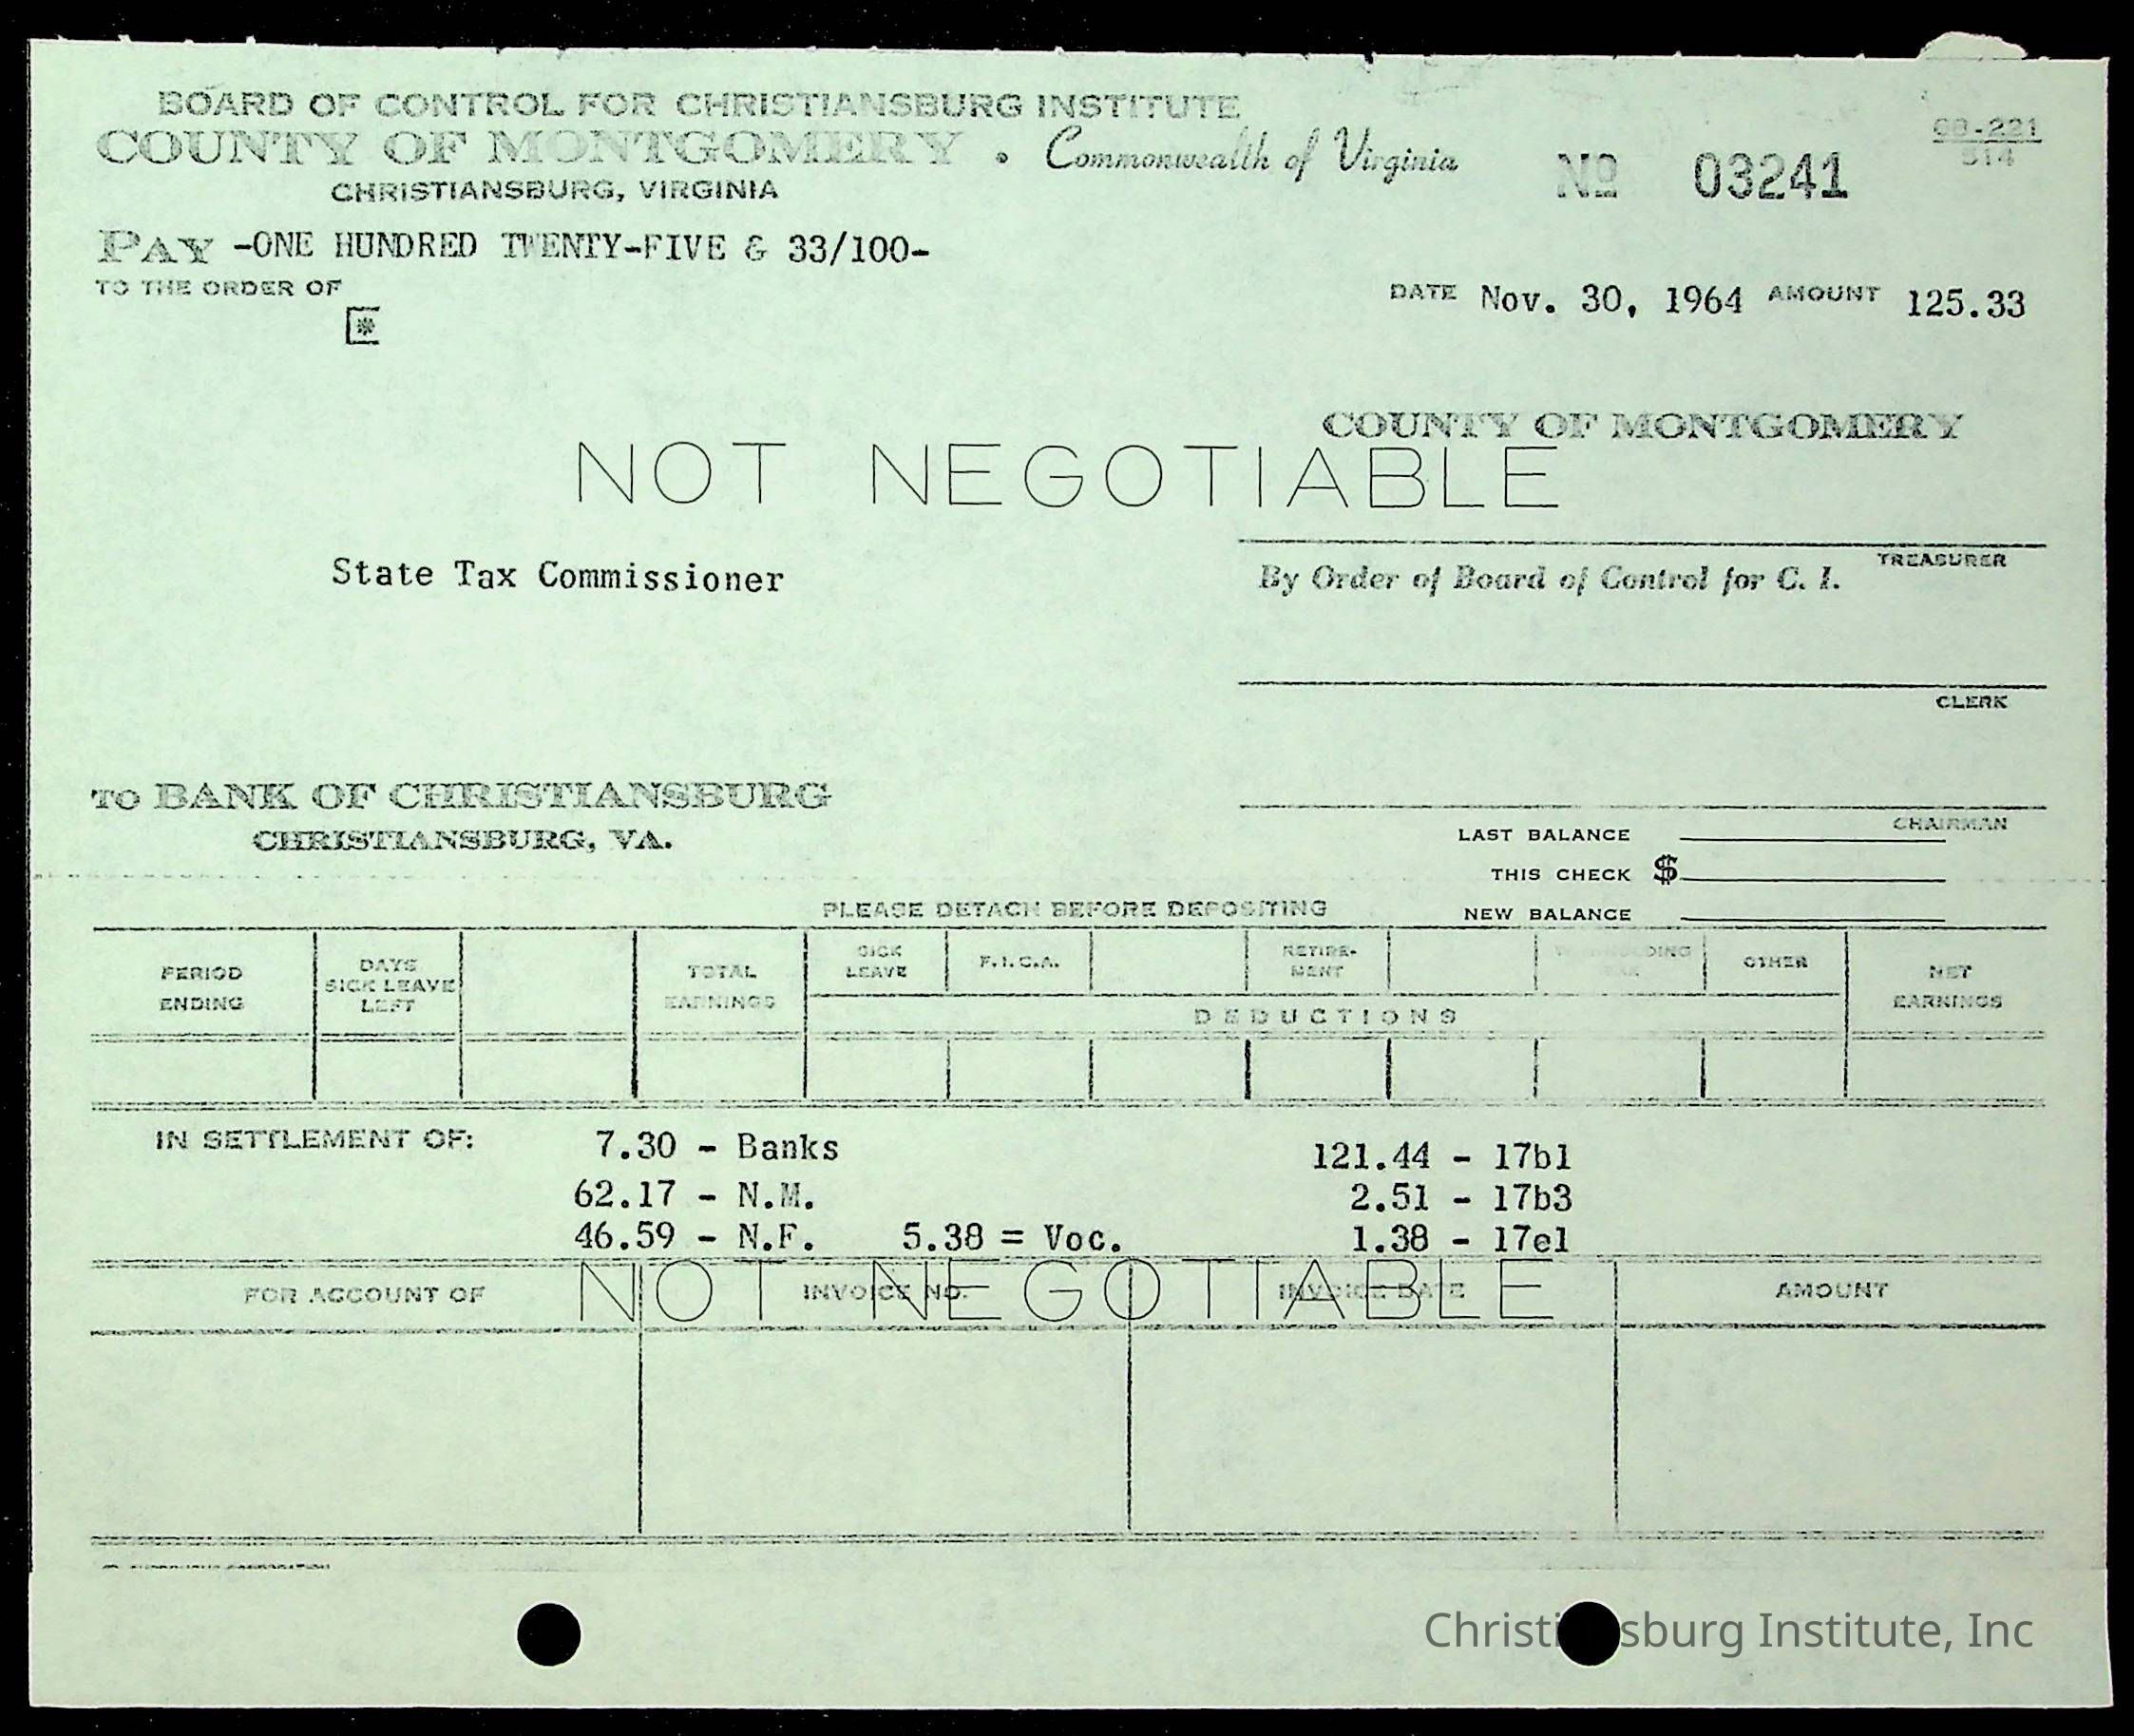 BOARD OF CONTROL FOR CHRISTIANSBURG INSTITUTE
COUNTY OF MONTGOMERY . Commonwealth of Virginia
CHRISTIANSBURG, VIRGINIA
No 03241
514
PAY -ONE HUNDRED TWENTY-FIVE & 33/100-
TO THE ORDER OF
DATE Nov. 30, 1964 AMOUNT 125.33
*
COUNTY OF MONTGOMERY
NOT NEGOTIABLE
TREASURER
State Tax Commissioner
By Order of Board of Control for C. I.
CLERK
TO BANK OF CHRISTIANSBURG
CHRISTIANSBURG, VA.
CHAIRMAN
LAST BALANCE
THIS CHECK $
NEW BALANCE
PLEASE DETACH BEFORE DEPOSITING
PERIOD ENDING
DAYS SICK LEAVE LEFT
TOTAL EARNINGS
SICK LEAVE
F.I.C.A.
RETIRE-MENT
OTHER
NET EARNINGS
DEDUCTIONS
IN SETTLEMENT OF: 7.30 - Banks 121.44 - 17b1
62.17 - N.M. 2.51 - 17b3
46.59 - N.F. 5.38 = Voc. 1.38 - 17e1
NOT NEGOTIABLE
FOR ACCOUNT OF INVOICE NO. INVOICE DATE AMOUNT
Institute, Inc